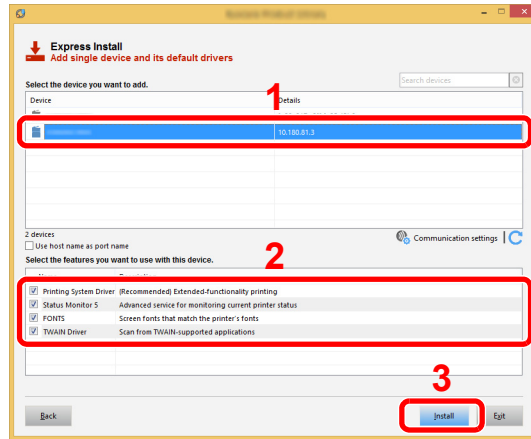 Express Install
Add single device and its default drivers
Select the device you want to add.
Search devices
1
Device Details
10.180.81.3
2 devices
Communication settings
Use host name as port name
2
Select the features you want to use with this device.
Printing System Driver (Recommended) Extended-functionality printing
Status Monitor 5 Advanced service for monitoring current printer status
FONTS Screen fonts that match the printer's fonts
TWAIN Driver Scan from TWAIN-supported applications
3
Back Install Exit